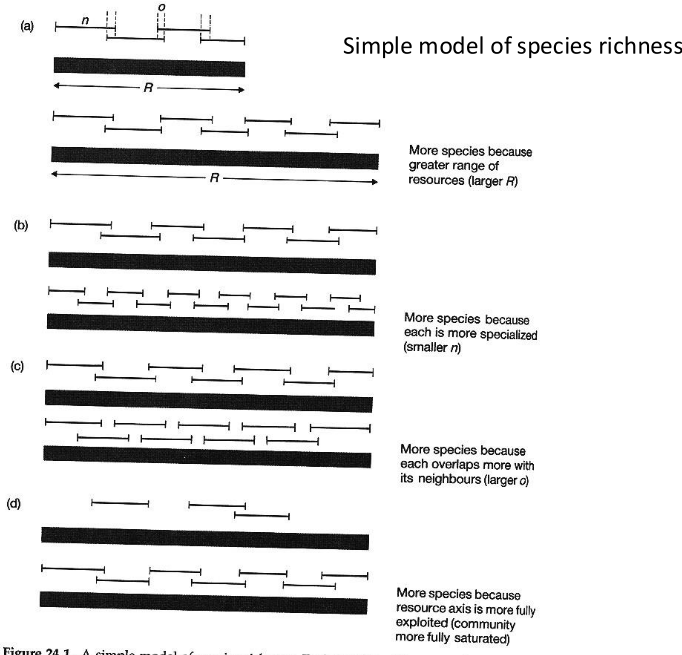 Simple model of species richness
(a)
n
o
R
R
More species because
greater range of
resources (larger R)
(b)
More species because
each is more specialized
(smaller n)
(c)
More species because
each overlaps more with
its neighbours (larger o)
(d)
More species because
resource axis is more fully
exploited (community
more fully saturated)
Figure 24.1 A simple model of